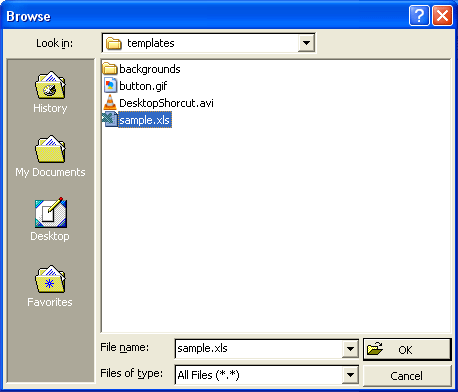 Browse
Look in:
templates
History
My Documents
Desktop
Favorites
backgrounds
button.gif
DesktopShorcut.avi
sample.xls
File name:
sample.xls
OK
Files of type:
All Files (*.*)
Cancel